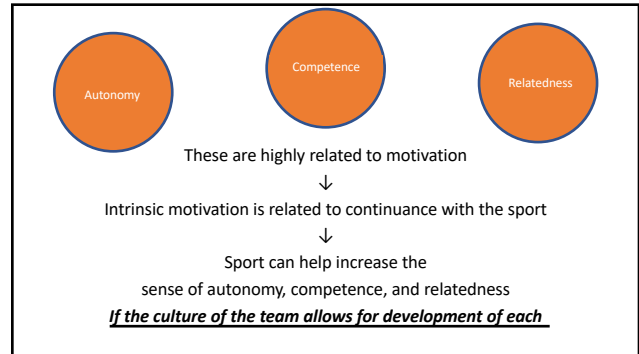 Autonomy
Competence
Relatedness
These are highly related to motivation
↓
Intrinsic motivation is related to continuance with the sport
↓
Sport can help increase the
sense of autonomy, competence, and relatedness
If the culture of the team allows for development of each